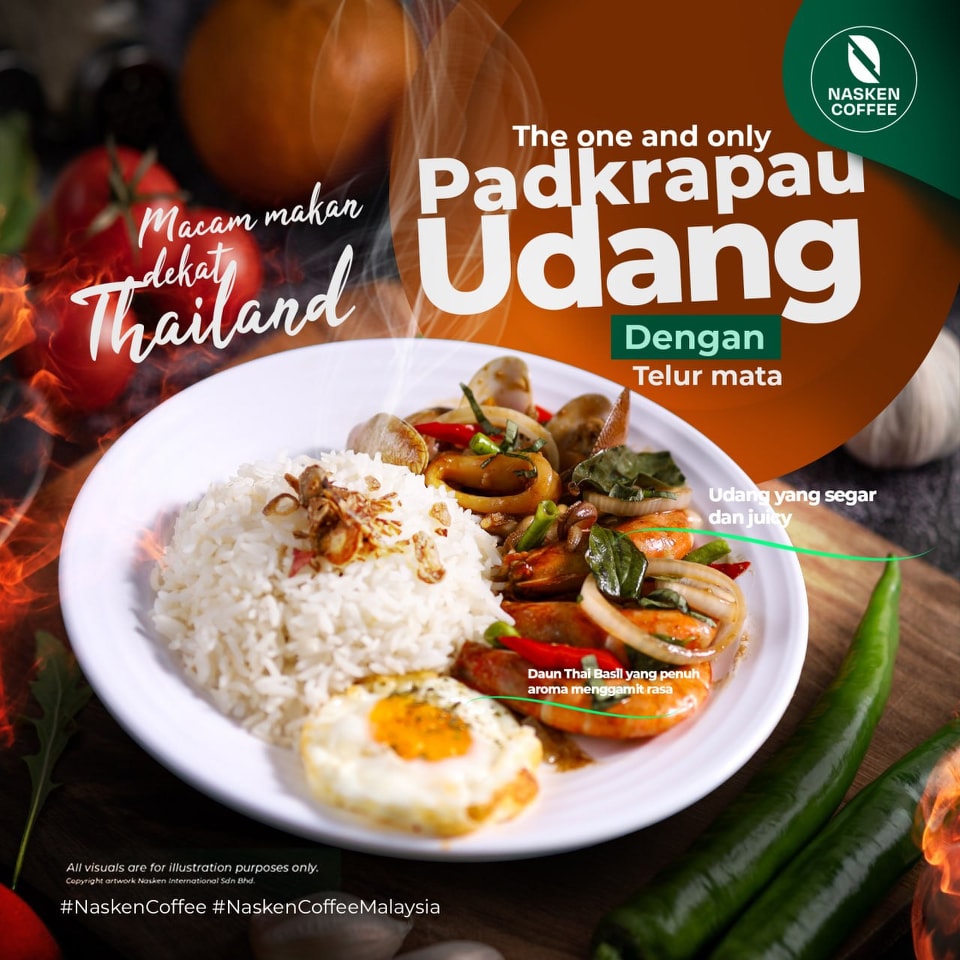 NASKEN
COFFEE
The one and only
Padkrapau
Udang
Dengan
Telur mata
Macam makan
dekat
Thailand
Udang yang segar
dan juicy
Daun Thai Basil yang penuh
aroma menggamit rasa
All visuals are for illustration purposes only.
Copyright artwork Nasken International Sdn Bhd.
#NaskenCoffee #NaskenCoffeeMalaysia